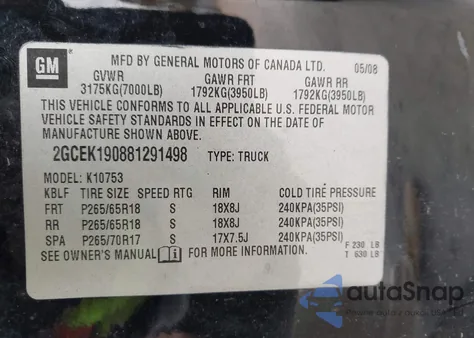 GM
MFD BY GENERAL MOTORS OF CANADA LTD. 05/08
GVWR GAWR FRT GAWR RR
3175KG(7000LB) 1792KG(3950LB) 1792KG(3950LB)
THIS VEHICLE CONFORMS TO ALL APPLICABLE U.S. FEDERAL MOTOR
VEHICLE SAFETY STANDARDS IN EFFECT ON THE DATE OF
MANUFACTURE SHOWN ABOVE.
2GCEK190881291498 TYPE: TRUCK
MODEL: K10753
KBLF TIRE SIZE SPEED RTG RIM COLD TIRE PRESSURE
FRT P265/65R18 S 18X8J 240KPA(35PSI)
RR P265/65R18 S 18X8J 240KPA(35PSI)
SPA P265/70R17 S 17X7.5J 240KPA(35PSI)
SEE OWNER'S MANUAL FOR MORE INFORMATION
F 230 LB
T 630 LB
autoSnap